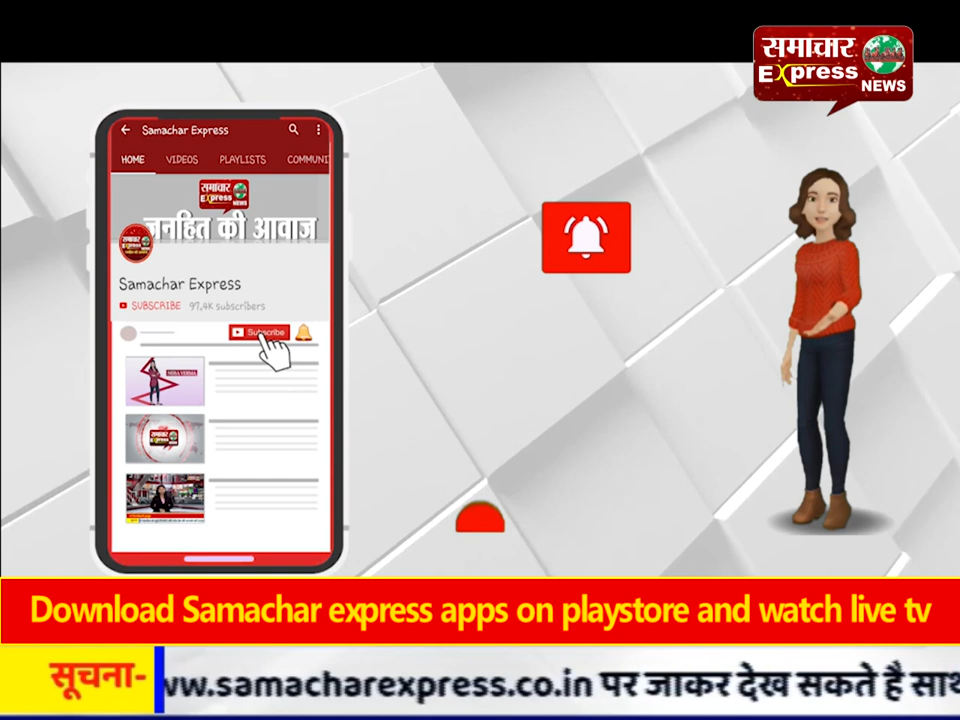 समाचार
Express
NEWS
Samachar Express
HOME VIDEOS PLAYLISTS COMMUNI
समाचार
Express
NEWS
जनहित की आवाज
Samachar Express
SUBSCRIBE 97.4K subscribers
Subscribe
Download Samachar express apps on playstore and watch live tv
सूचना- ww.samacharexpress.co.in पर जाकर देख सकते है साथ